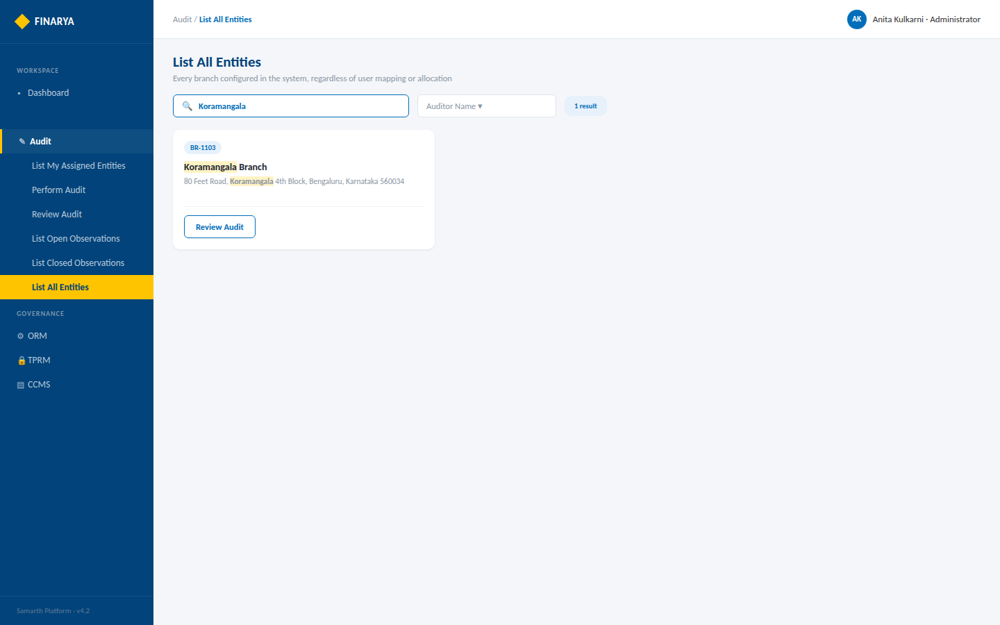 FINARYA
WORKSPACE
Dashboard
Audit
List My Assigned Entities
Perform Audit
Review Audit
List Open Observations
List Closed Observations
List All Entities
GOVERNANCE
ORM
TPRM
CCMS
Samarth Platform - v4.2
Audit / List All Entities
AK Anita Kulkarni · Administrator
List All Entities
Every branch configured in the system, regardless of user mapping or allocation
Koramangala
Auditor Name ▾
1 result
BR-1103
Koramangala Branch
80 Feet Road, Koramangala 4th Block, Bengaluru, Karnataka 560034
Review Audit